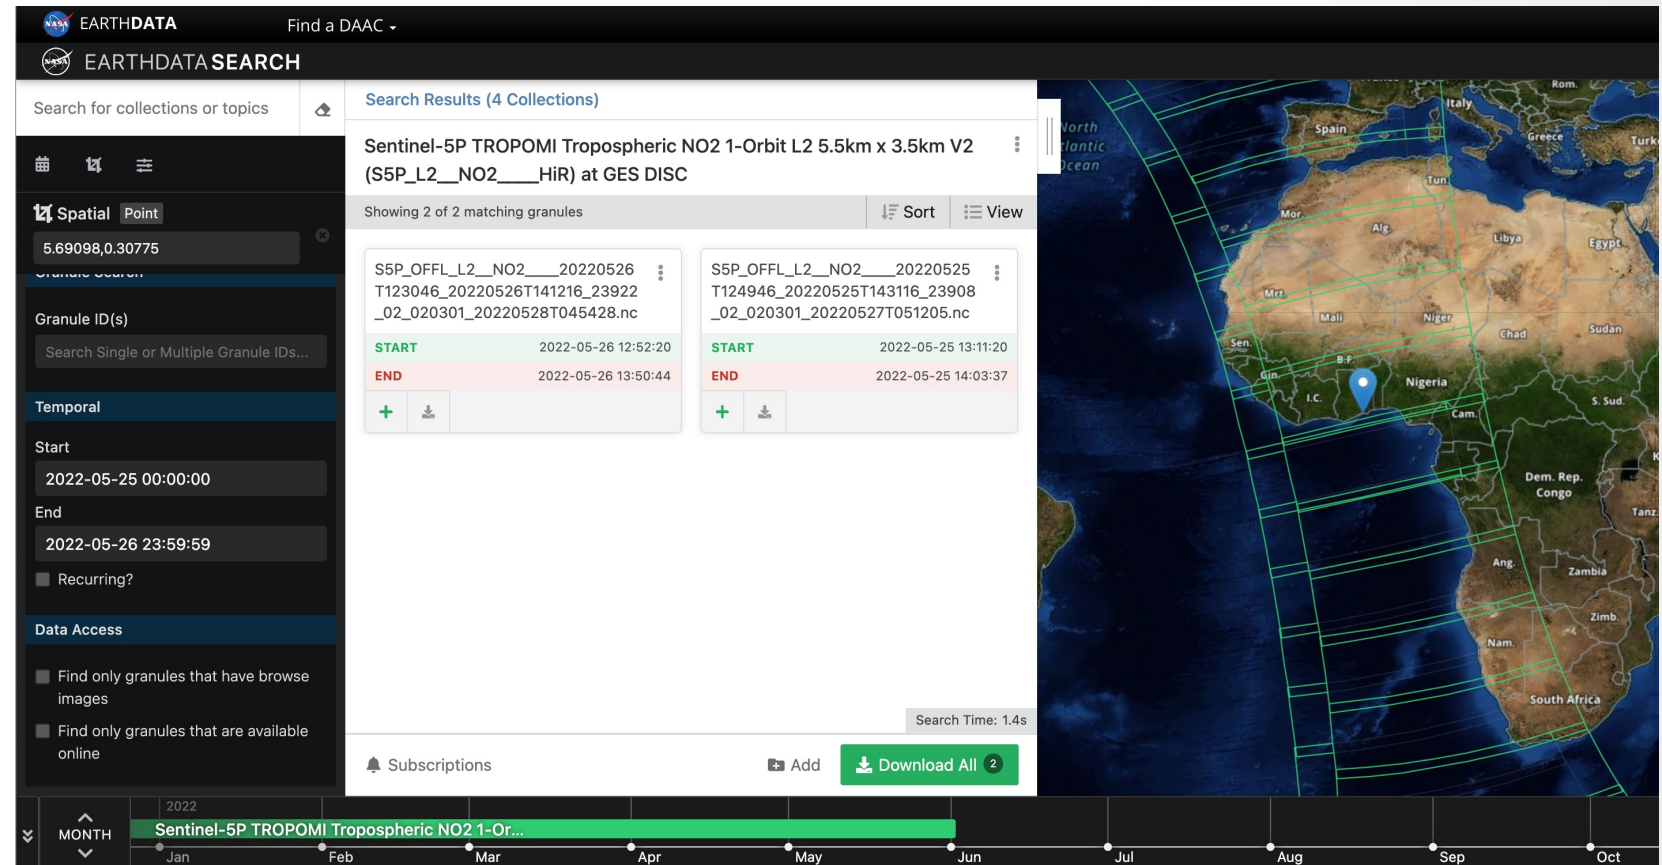 EARTHDATA
Find a DAAC
EARTHDATA SEARCH
Search for collections or topics
Spatial Point
5.69098,0.30775
Granule Search
Granule ID(s)
Search Single or Multiple Granule IDs...
Temporal
Start
2022-05-25 00:00:00
End
2022-05-26 23:59:59
Recurring?
Data Access
Find only granules that have browse
images
Find only granules that are available
online
Search Results (4 Collections)
Sentinel-5P TROPOMI Tropospheric NO2 1-Orbit L2 5.5km x 3.5km V2
(S5P_L2__NO2____HiR) at GES DISC
Showing 2 of 2 matching granules
Sort
View
S5P_OFFL_L2__NO2____20220526
T123046_20220526T141216_23922
_02_020301_20220528T045428.nc
START 2022-05-26 12:52:20
END 2022-05-26 13:50:44
S5P_OFFL_L2__NO2____20220525
T124946_20220525T143116_23908
_02_020301_20220527T051205.nc
START 2022-05-25 13:11:20
END 2022-05-25 14:03:37
Search Time: 1.4s
Subscriptions
Add
Download All 2
North
Ocean
Rom.
Italy
Spain
Greece
Tun.
Mor.
Alg.
Libya
Egypt
Mrt.
Mali
Niger
Chad
Sudan
Sen.
B.F.
Gin.
I.C.
Nigeria
S. Sud.
Cam.
Dem. Rep.
Congo
Tanz.
Ang.
Zambia
Zimb.
Nam.
South Africa
MONTH
2022
Sentinel-5P TROPOMI Tropospheric NO2 1-Or...
Jan
Feb
Mar
Apr
May
Jun
Jul
Aug
Sep
Oct